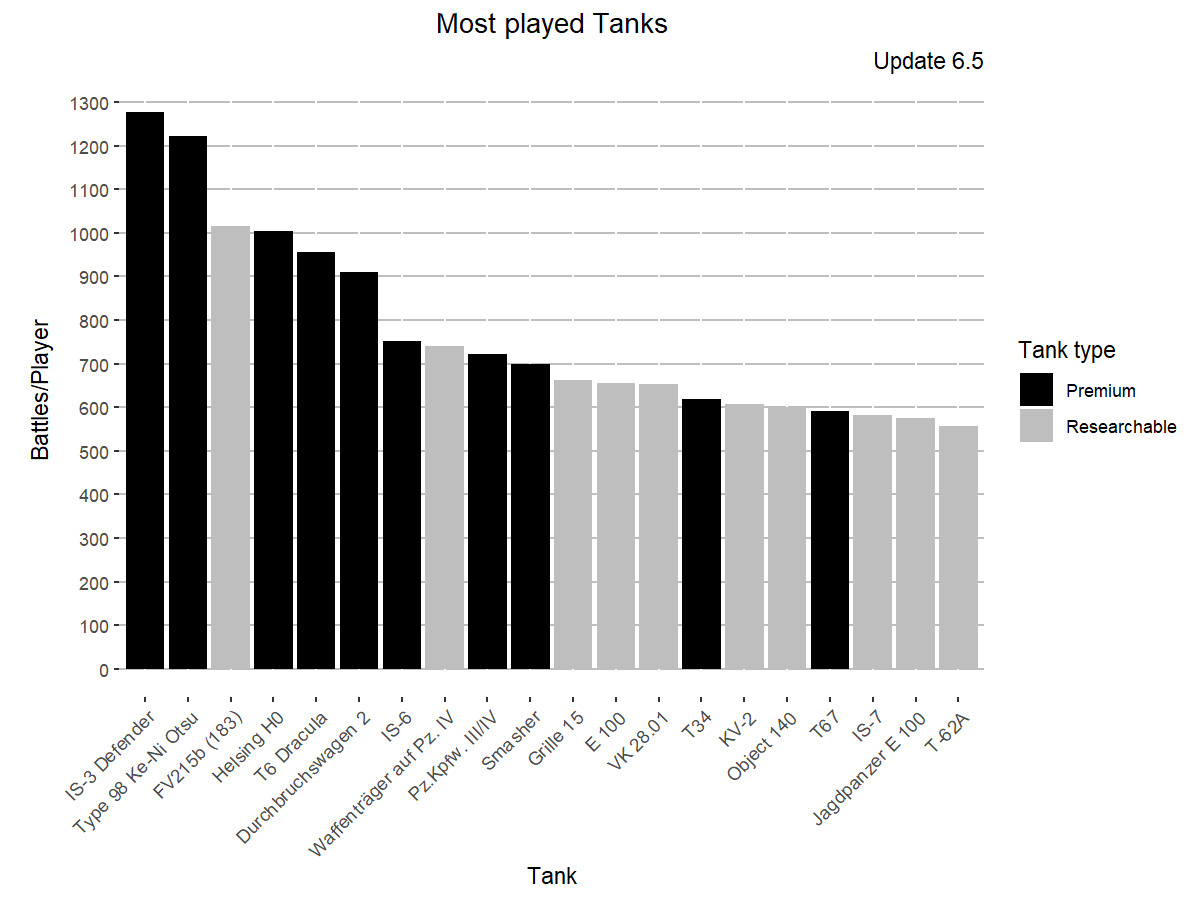 Most played Tanks
Update 6.5
1300
1200
1100
1000
900
800
700
600
500
400
300
200
100
0
Battles/Player
IS-3 Defender
Type 98 Ke-Ni Otsu
FV215b (183)
Helsing H0
T6 Dracula
Durchbruchswagen 2
IS-6
Waffenträger auf Pz. IV
Pz.Kpfw. III/IV
Smasher
Grille 15
E 100
VK 28.01
T34
KV-2
Object 140
T67
IS-7
Jagdpanzer E 100
T-62A
Tank
Tank type
Premium
Researchable